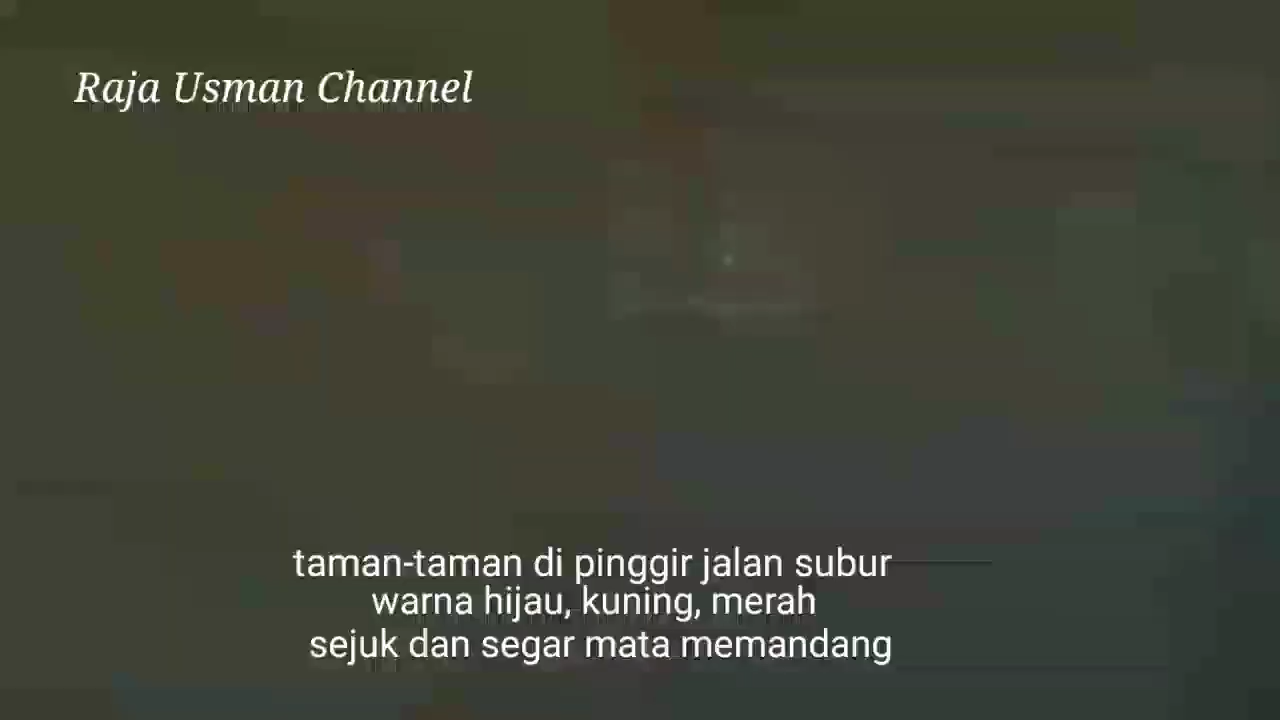 Raja Usman Channel
taman-taman di pinggir jalan subur
warna hijau, kuning, merah
sejuk dan segar mata memandang